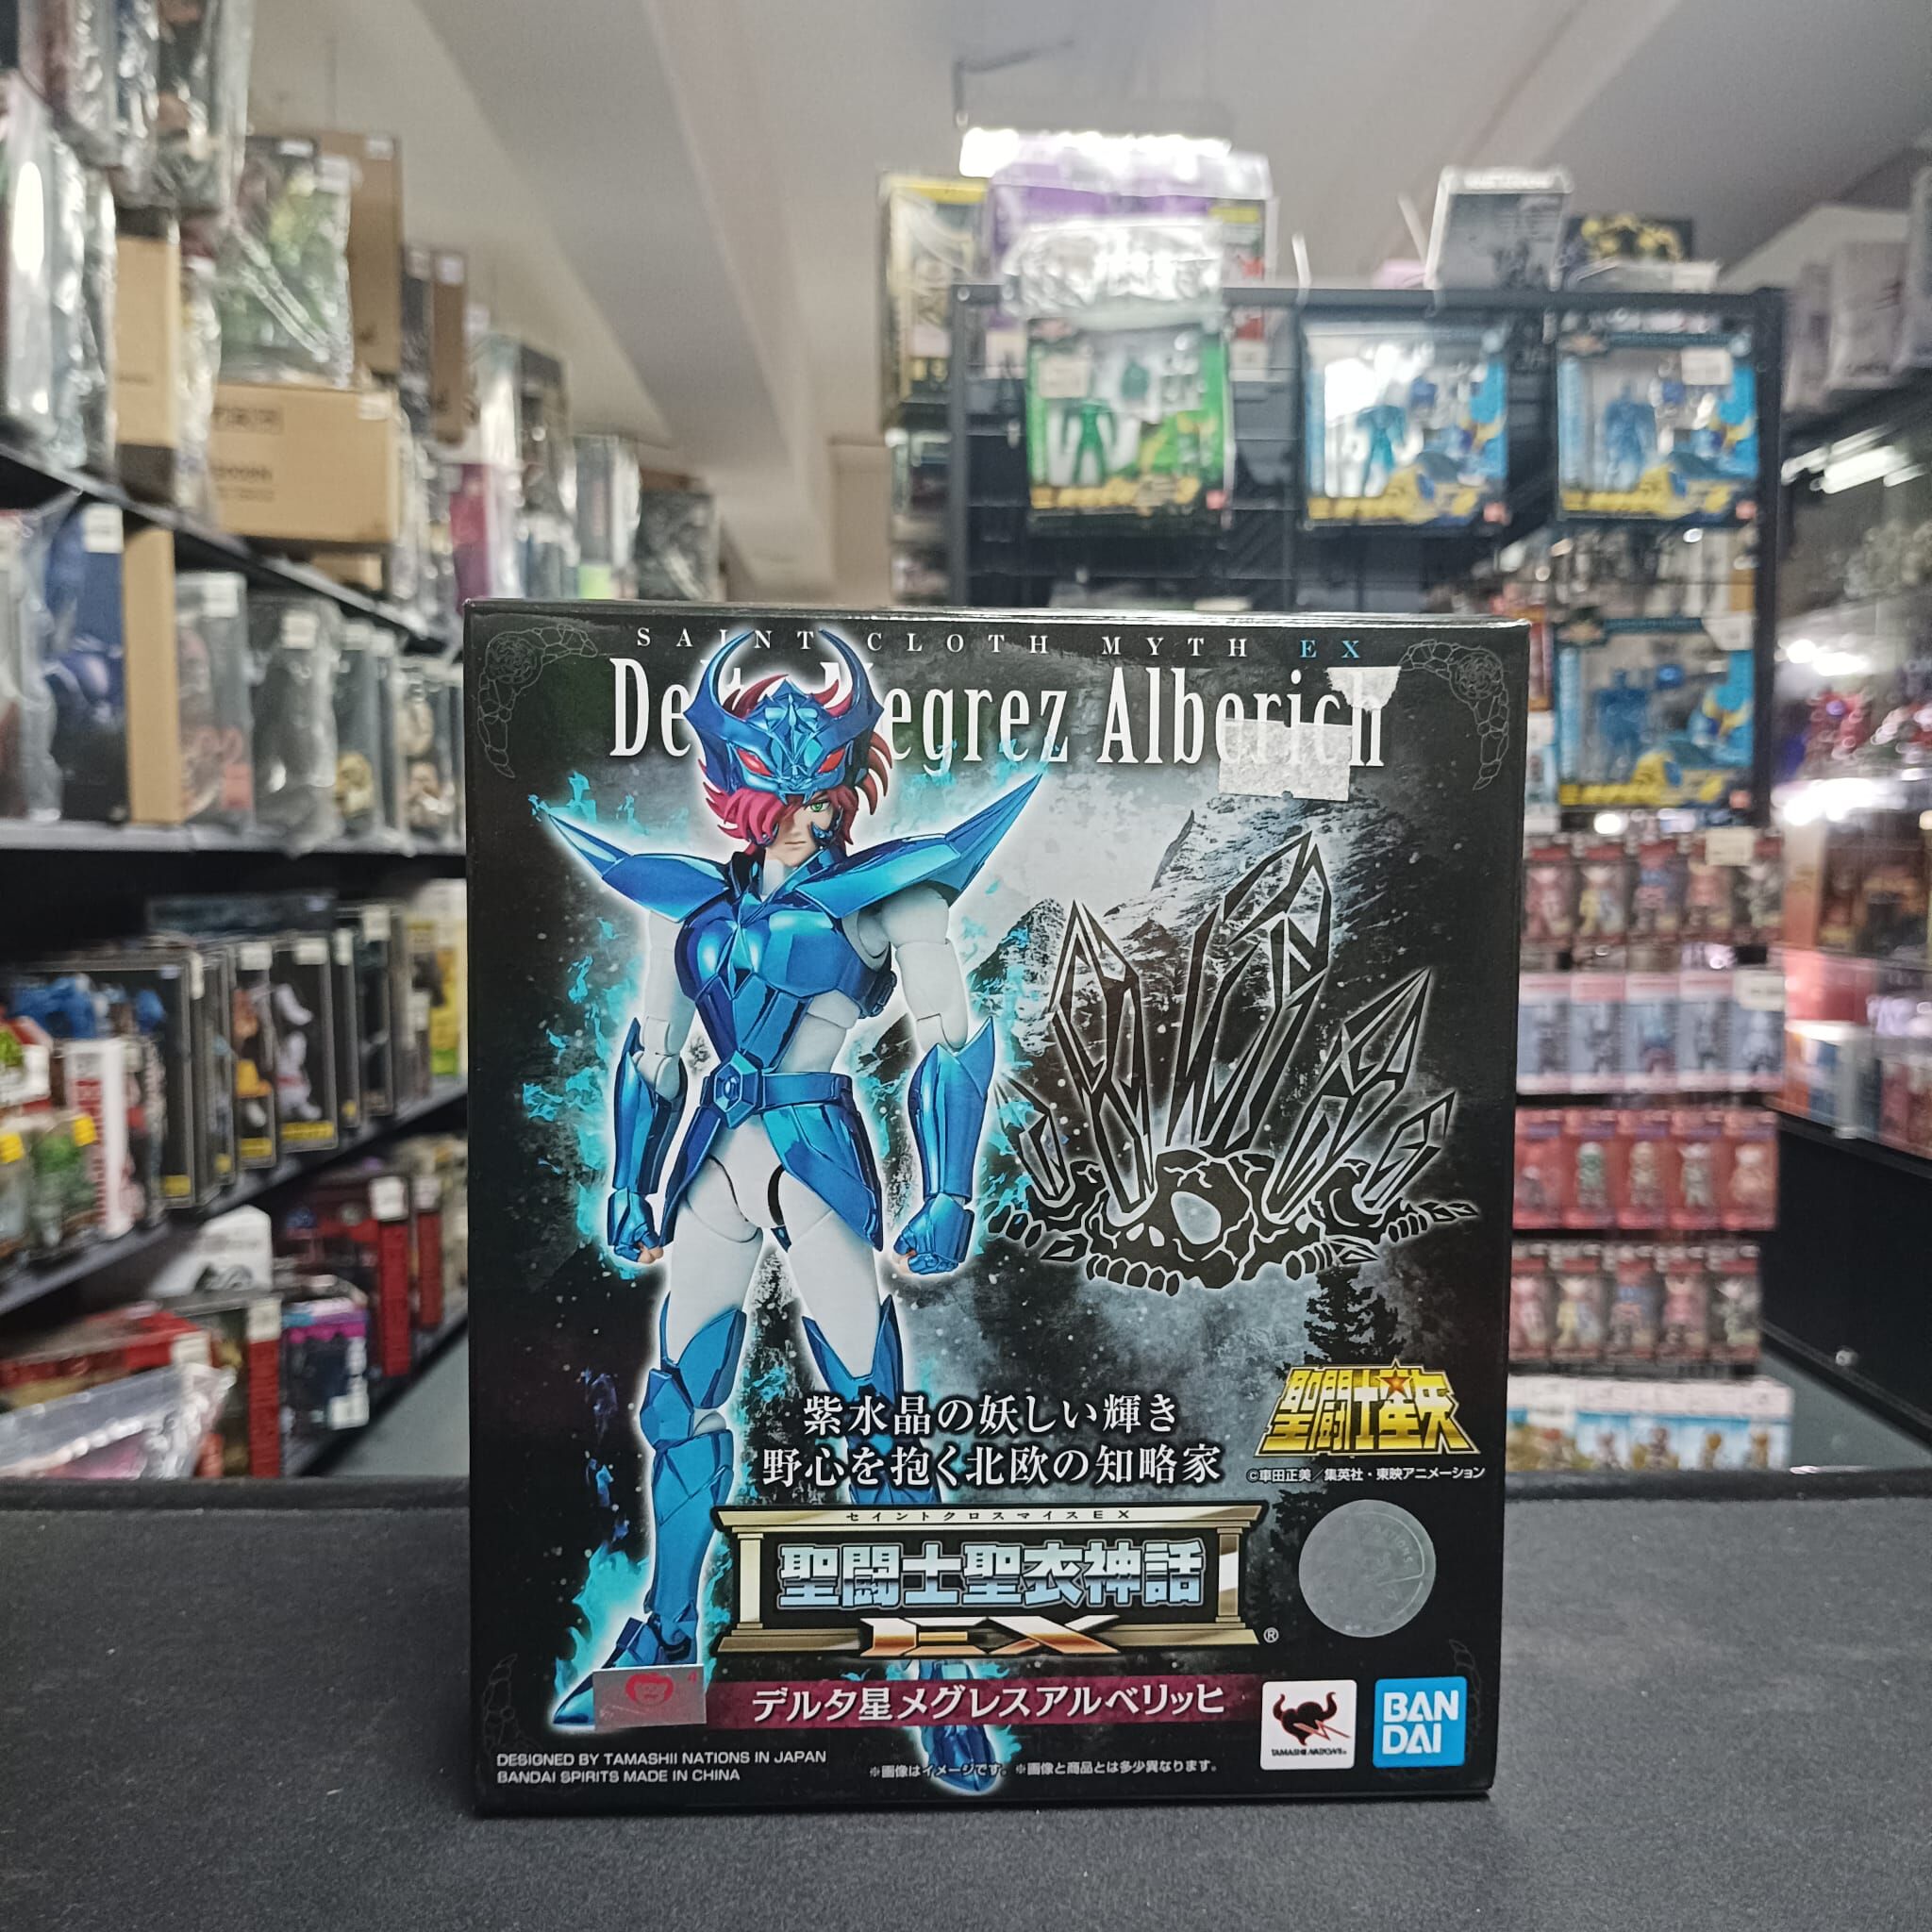 SAINT CLOTH MYTH EX
Delta Megrez Alberich
紫水晶の妖しい輝き
野心を抱く北欧の知略家
聖闘士星矢
©車田正美/集英社・東映アニメーション
セイントクロスマイスEX
聖闘士聖衣神話
EX
®
デルタ星メグレスアルベリッヒ
TAMASHII NATIONS
BAN
DAI
DESIGNED BY TAMASHII NATIONS IN JAPAN
BANDAI SPIRITS MADE IN CHINA
※画像はイメージです。※画像と商品とは多少異なります。